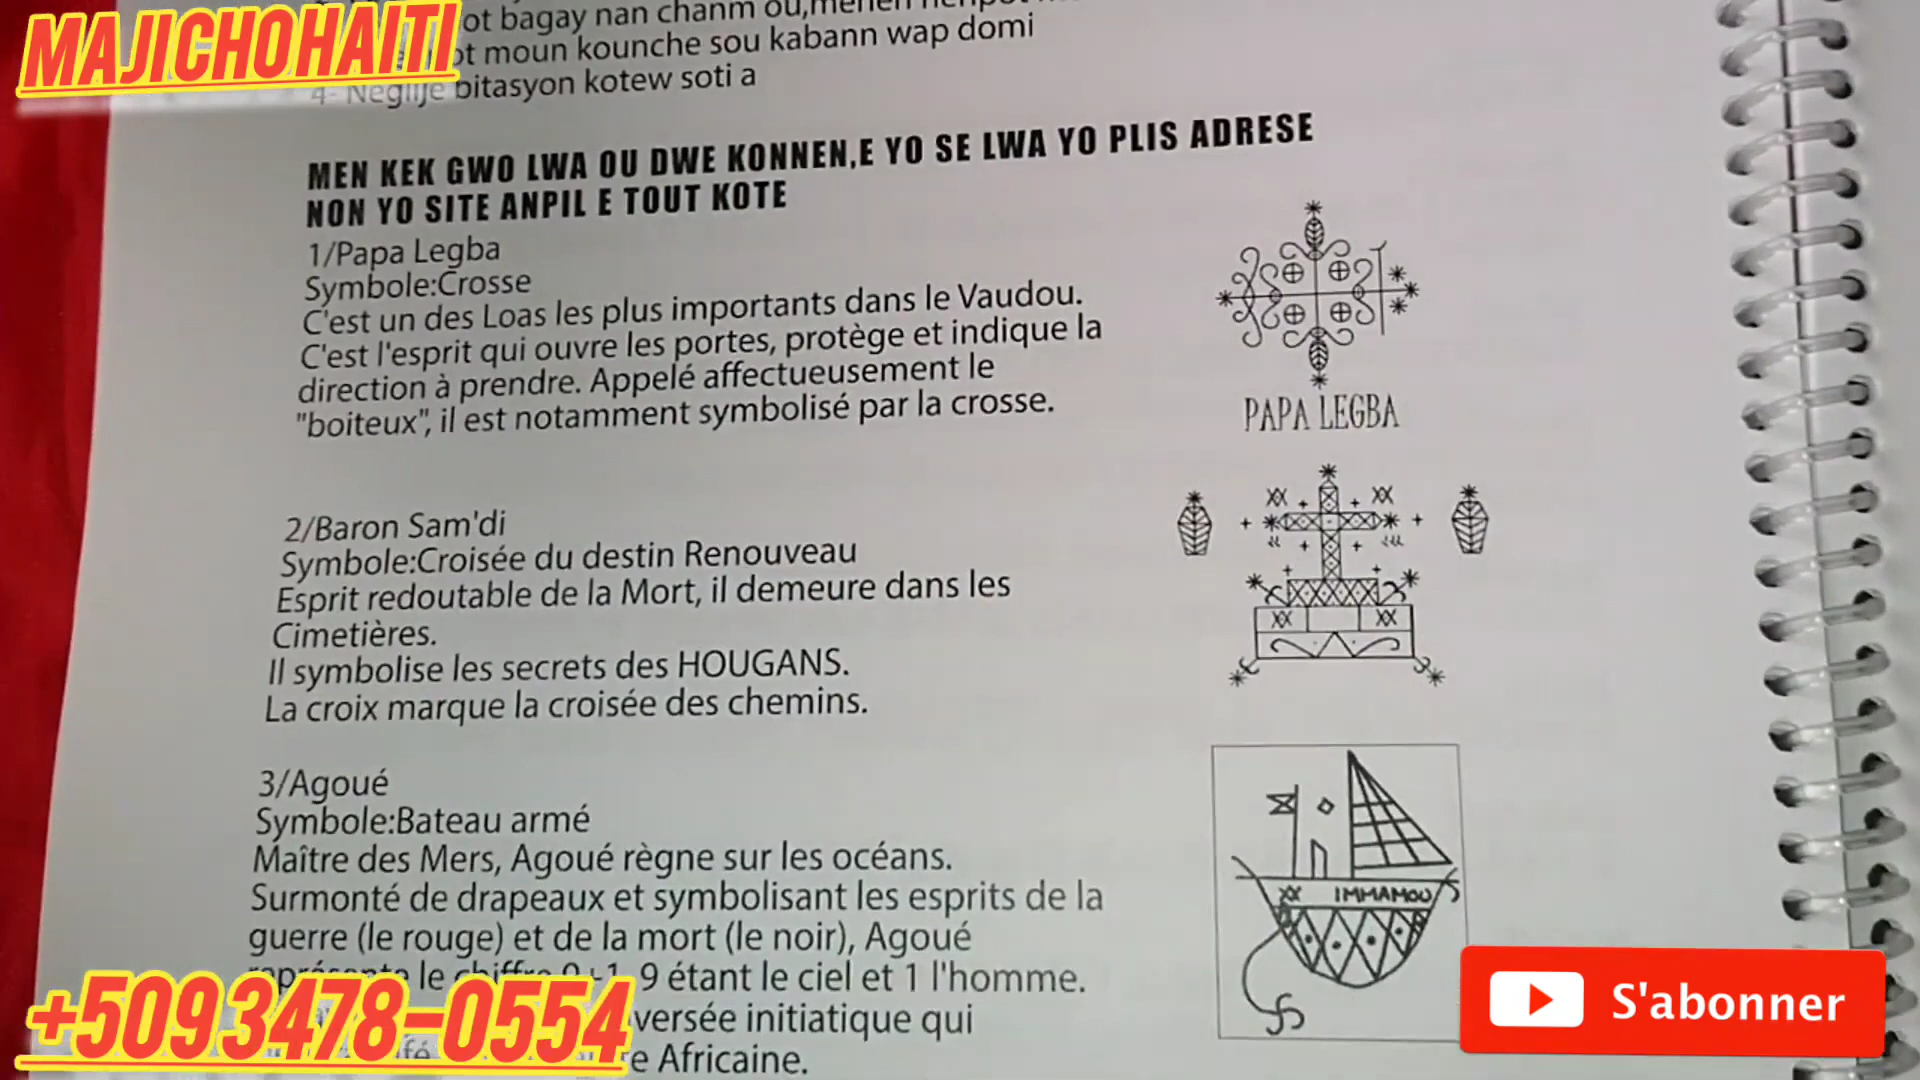 MAJICHOHAITI
ot bagay nan chanm ou,
ot moun kounche sou kabann wap domi
4- Neglije bitasyon kotew soti a
MEN KEK GWO LWA OU DWE KONNEN,E YO SE LWA YO PLIS ADRESE
NON YO SITE ANPIL E TOUT KOTE
1/Papa Legba
Symbole:Crosse
C'est un des Loas les plus importants dans le Vaudou.
C'est l'esprit qui ouvre les portes, protège et indique la
direction à prendre. Appelé affectueusement le
"boiteux", il est notamment symbolisé par la crosse.
PAPA LEGBA
2/Baron Sam'di
Symbole:Croisée du destin Renouveau
Esprit redoutable de la Mort, il demeure dans les
Cimetières.
Il symbolise les secrets des HOUGANS.
La croix marque la croisée des chemins.
3/Agoué
Symbole:Bateau armé
Maître des Mers, Agoué règne sur les océans.
Surmonté de drapeaux et symbolisant les esprits de la
guerre (le rouge) et de la mort (le noir), Agoué
représente le chiffre 9+1, 9 étant le ciel et 1 l'homme.
versée initiatique qui
e Africaine.
IMMAMOU
+509 3478-0554
S'abonner